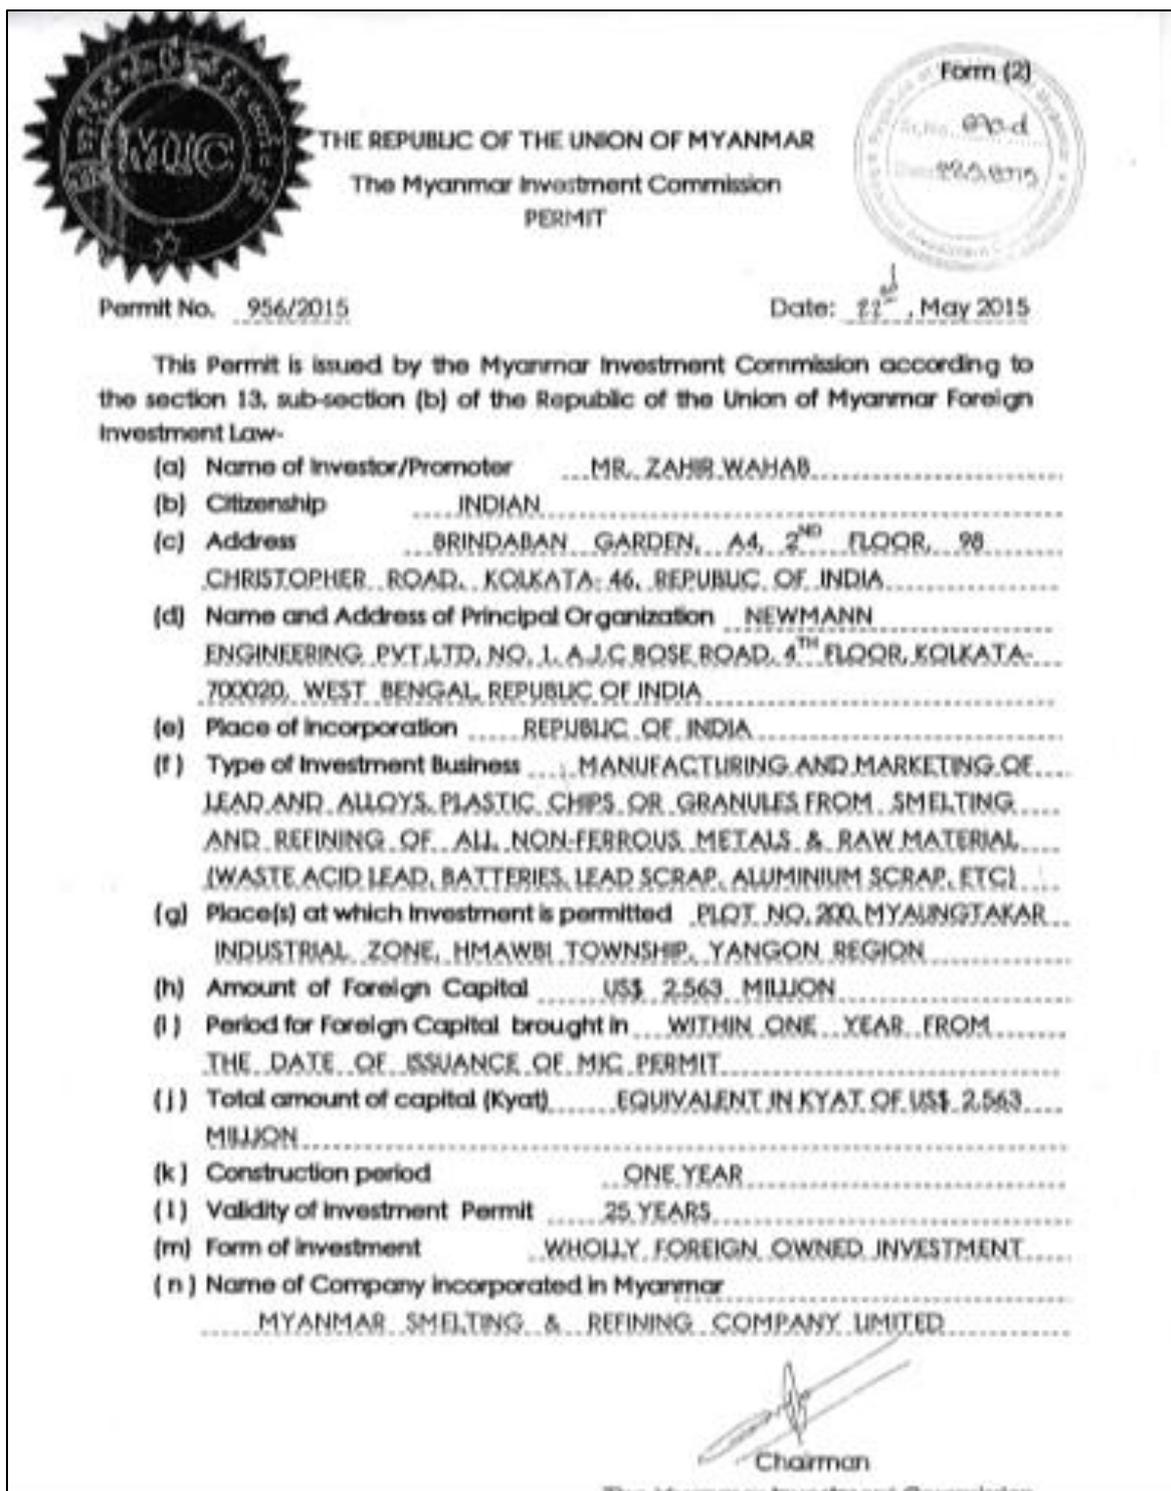 Form (2)
MIC
THE REPUBLIC OF THE UNION OF MYANMAR
The Myanmar Investment Commission
PERMIT
Permit No. 956/2015
Date: 22nd, May 2015
This Permit is issued by the Myanmar Investment Commission according to
the section 13, sub-section (b) of the Republic of the Union of Myanmar Foreign
Investment Law-
(a) Name of Investor/Promoter MR. ZAHIR WAHAB
(b) Citizenship INDIAN
(c) Address BRINDABAN GARDEN, A4, 2ND FLOOR, 98
CHRISTOPHER ROAD, KOLKATA-46, REPUBLIC OF INDIA
(d) Name and Address of Principal Organization NEWMANN
ENGINEERING PVT.LTD, NO. 1, A.J.C BOSE ROAD, 4TH FLOOR, KOLKATA-
700020, WEST BENGAL, REPUBLIC OF INDIA
(e) Place of Incorporation REPUBLIC OF INDIA
(f) Type of Investment Business MANUFACTURING AND MARKETING OF
LEAD AND ALLOYS, PLASTIC CHIPS OR GRANULES FROM SMELTING
AND REFINING OF ALL NON-FERROUS METALS & RAW MATERIAL
(WASTE ACID LEAD, BATTERIES, LEAD SCRAP, ALUMINIUM SCRAP, ETC)
(g) Place(s) at which Investment is permitted PLOT NO. 200, MYAUNGTAKAR
INDUSTRIAL ZONE, HMAWBI TOWNSHIP, YANGON REGION
(h) Amount of Foreign Capital US$ 2.563 MILLION
(i) Period for Foreign Capital brought in WITHIN ONE YEAR FROM
THE DATE OF ISSUANCE OF MIC PERMIT
(j) Total amount of capital (Kyat) EQUIVALENT IN KYAT OF US$ 2.563
MILLION
(k) Construction period ONE YEAR
(l) Validity of Investment Permit 25 YEARS
(m) Form of investment WHOLLY FOREIGN OWNED INVESTMENT
(n) Name of Company incorporated in Myanmar
MYANMAR SMELTING & REFINING COMPANY LIMITED
Chairman